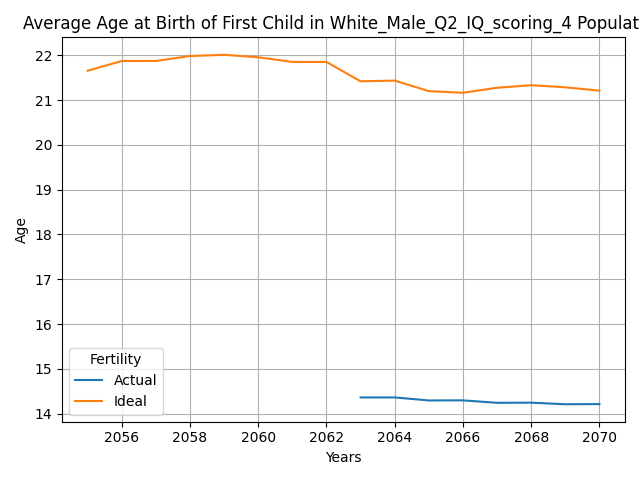 Average Age at Birth of First Child in White_Male_Q2_IQ_scoring_4 Populat
22
21
20
19
18
17
16
15
14
Age
Fertility
Actual
Ideal
2056 2058 2060 2062 2064 2066 2068 2070
Years